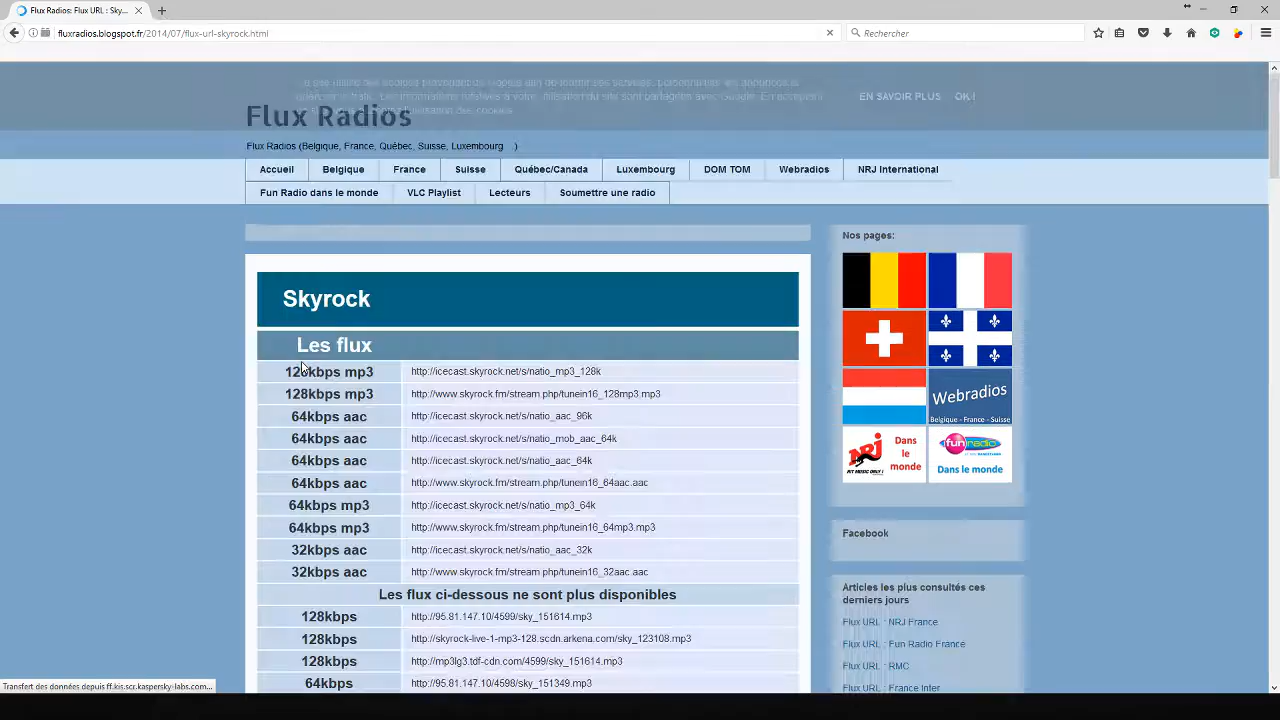 Flux Radios: Flux URL : Sky...
fluxradios.blogspot.fr/2014/07/flux-url-skyrock.html
Rechercher
EN SAVOIR PLUS OK !
Flux Radios
Flux Radios (Belgique, France, Québec, Suisse, Luxembourg ...)
Accueil Belgique France Suisse Québec/Canada Luxembourg DOM TOM Webradios NRJ International
Fun Radio dans le monde VLC Playlist Lecteurs Soumettre une radio
Skyrock
Les flux
128kbps mp3 http://icecast.skyrock.net/s/natio_mp3_128k
128kbps mp3 http://www.skyrock.fm/stream.php/tunein16_128mp3.mp3
64kbps aac http://icecast.skyrock.net/s/natio_aac_96k
64kbps aac http://icecast.skyrock.net/s/natio_mob_aac_64k
64kbps aac http://icecast.skyrock.net/s/natio_aac_64k
64kbps aac http://www.skyrock.fm/stream.php/tunein16_64aac.aac
64kbps mp3 http://icecast.skyrock.net/s/natio_mp3_64k
64kbps mp3 http://www.skyrock.fm/stream.php/tunein16_64mp3.mp3
32kbps aac http://icecast.skyrock.net/s/natio_aac_32k
32kbps aac http://www.skyrock.fm/stream.php/tunein16_32aac.aac
Les flux ci-dessous ne sont plus disponibles
128kbps http://95.81.147.10/4599/sky_151614.mp3
128kbps http://skyrock-live-1-mp3-128.scdn.arkena.com/sky_123108.mp3
128kbps http://mp3lg3.tdf-cdn.com/4599/sky_151614.mp3
64kbps http://95.81.147.10/4598/sky_151349.mp3
Nos pages:
Webradios
Belgique - France - Suisse
NRJ
HIT MUSIC ONLY !
Dans
le
monde
funradio
Dans le monde
Facebook
Articles les plus consultés ces
derniers jours
Flux URL : NRJ France
Flux URL : Fun Radio France
Flux URL : RMC
Flux URL : France Inter
Transfert des données depuis ff.kis.scr.kaspersky-labs.com...